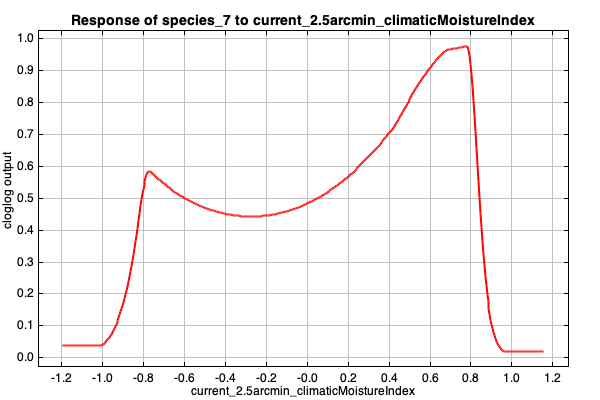 Response of species_7 to current_2.5arcmin_climaticMoistureIndex
cloglog output
1.0
0.9
0.8
0.7
0.6
0.5
0.4
0.3
0.2
0.1
0.0
-1.2 -1.0 -0.8 -0.6 -0.4 -0.2 0.0 0.2 0.4 0.6 0.8 1.0 1.2
current_2.5arcmin_climaticMoistureIndex